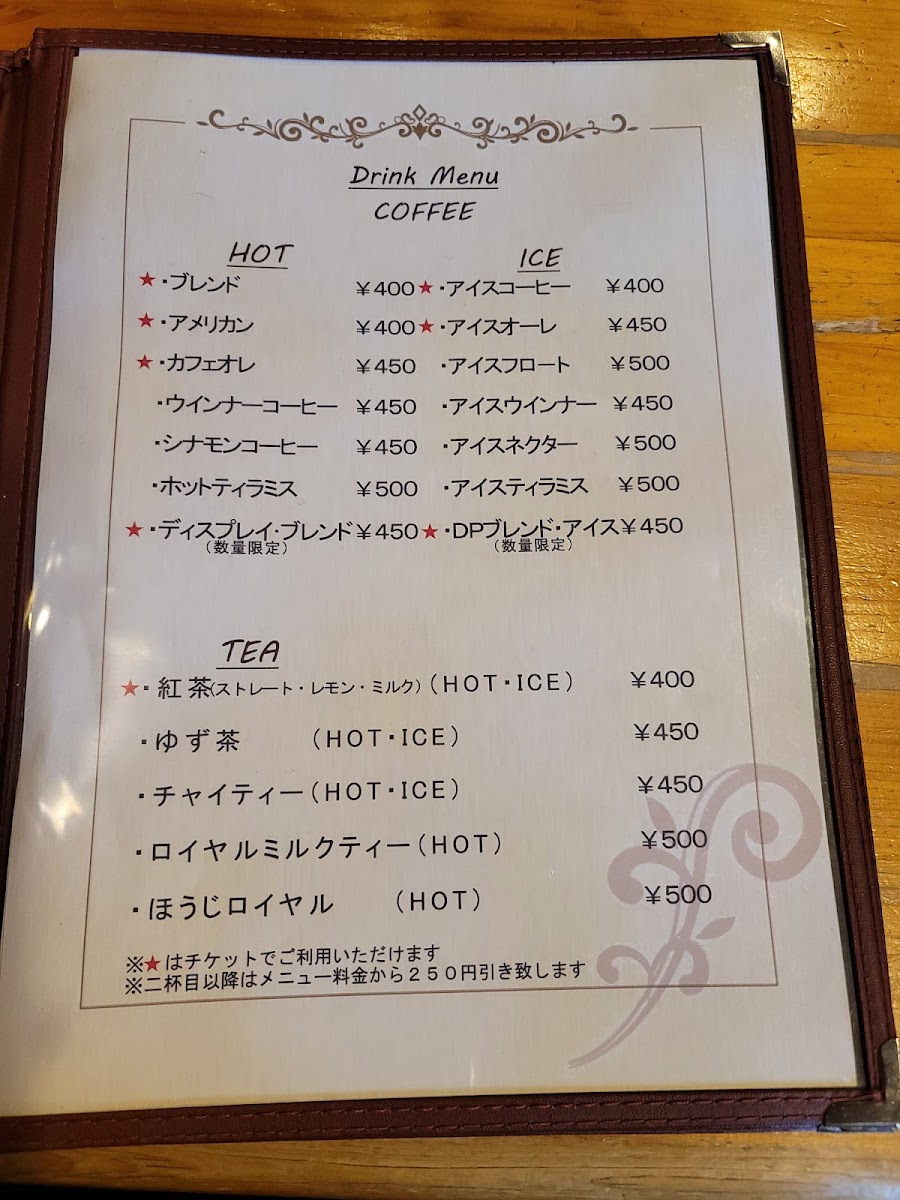 Drink Menu
COFFEE
HOT
★・ブレンド ￥400
★・アメリカン ￥400
★・カフェオレ ￥450
・ウインナーコーヒー ￥450
・シナモンコーヒー ￥450
・ホットティラミス ￥500
★・ディスプレイ・ブレンド￥450
（数量限定）
ICE
★・アイスコーヒー ￥400
★・アイスオーレ ￥450
・アイスフロート ￥500
・アイスウインナー ￥450
・アイスネクター ￥500
・アイスティラミス ￥500
★・DPブレンド・アイス￥450
（数量限定）
TEA
★・紅茶（ストレート・レモン・ミルク）（HOT・ICE） ￥400
・ゆず茶 （HOT・ICE） ￥450
・チャイティー（HOT・ICE） ￥450
・ロイヤルミルクティー（HOT） ￥500
・ほうじロイヤル （HOT） ￥500
※★はチケットでご利用いただけます
※二杯目以降はメニュー料金から２５０円引き致します